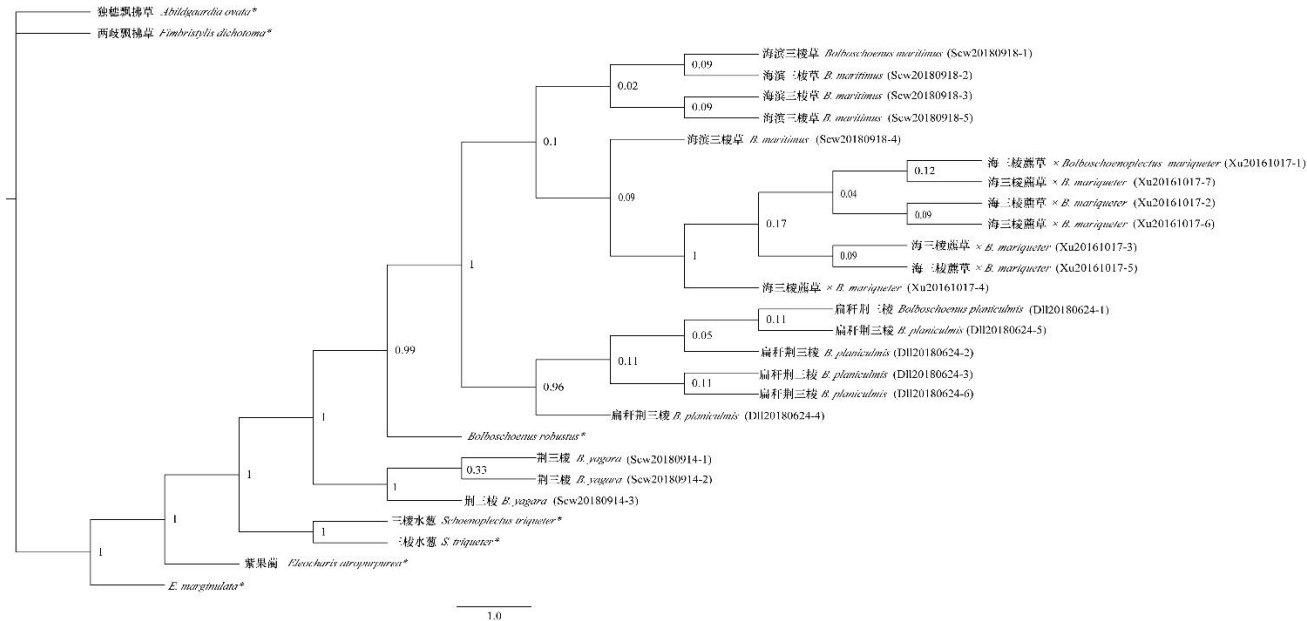 独穗飘拂草 Abildgaardia ovata*
两歧飘拂草 Fimbristylis dichotoma*
海滨三棱草 Bolboschoenus maritimus (Scw20180918-1)
0.09
海滨三棱草 B. maritimus (Scw20180918-2)
0.02
海滨三棱草 B. maritimus (Scw20180918-3)
0.09
海滨三棱草 B. maritimus (Scw20180918-5)
0.1
海滨三棱草 B. maritimus (Scw20180918-4)
海三棱藨草 × Bolboschoenoplectus mariqueter (Xu20161017-1)
0.12
海三棱藨草 × B. mariqueter (Xu20161017-7)
0.04
0.09
海三棱藨草 × B. mariqueter (Xu20161017-2)
0.09
海三棱藨草 × B. mariqueter (Xu20161017-6)
0.17
海三棱藨草 × B. mariqueter (Xu20161017-3)
1
0.09
1
海三棱藨草 × B. mariqueter (Xu20161017-5)
海三棱藨草 × B. mariqueter (Xu20161017-4)
扁秆荆三棱 Bolboschoenus planiculmis (Dll20180624-1)
0.11
扁秆荆三棱 B. planiculmis (Dll20180624-5)
0.05
0.99
扁秆荆三棱 B. planiculmis (Dll20180624-2)
0.11
扁秆荆三棱 B. planiculmis (Dll20180624-3)
0.11
0.96
扁秆荆三棱 B. planiculmis (Dll20180624-6)
扁秆荆三棱 B. planiculmis (Dll20180624-4)
1
Bolboschoenus robustus*
荆三棱 B. yagara (Scw20180914-1)
0.33
1
荆三棱 B. yagara (Scw20180914-2)
1
荆三棱 B. yagara (Scw20180914-3)
1
三棱水葱 Schoenoplectus triqueter*
1
三棱水葱 S. triqueter*
1
紫果蔺 Eleocharis atropurpurea*
E. marginulata*
1.0